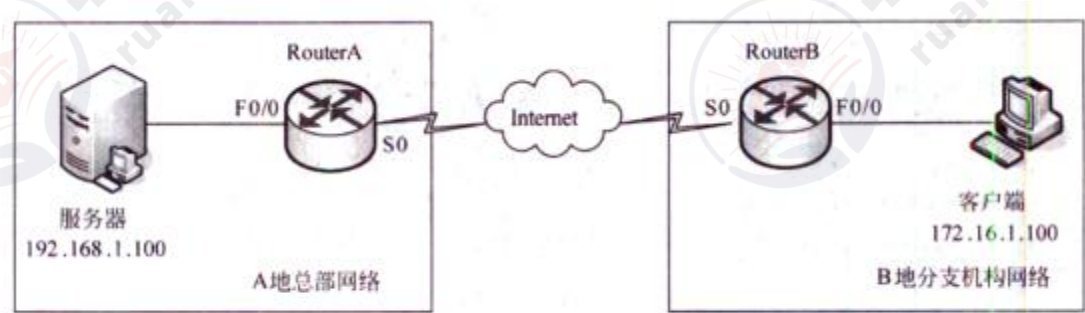 RouterA
F0/0
S0
服务器
192.168.1.100
A地总部网络
Internet
RouterB
S0
F0/0
客户端
172.16.1.100
B地分支机构网络